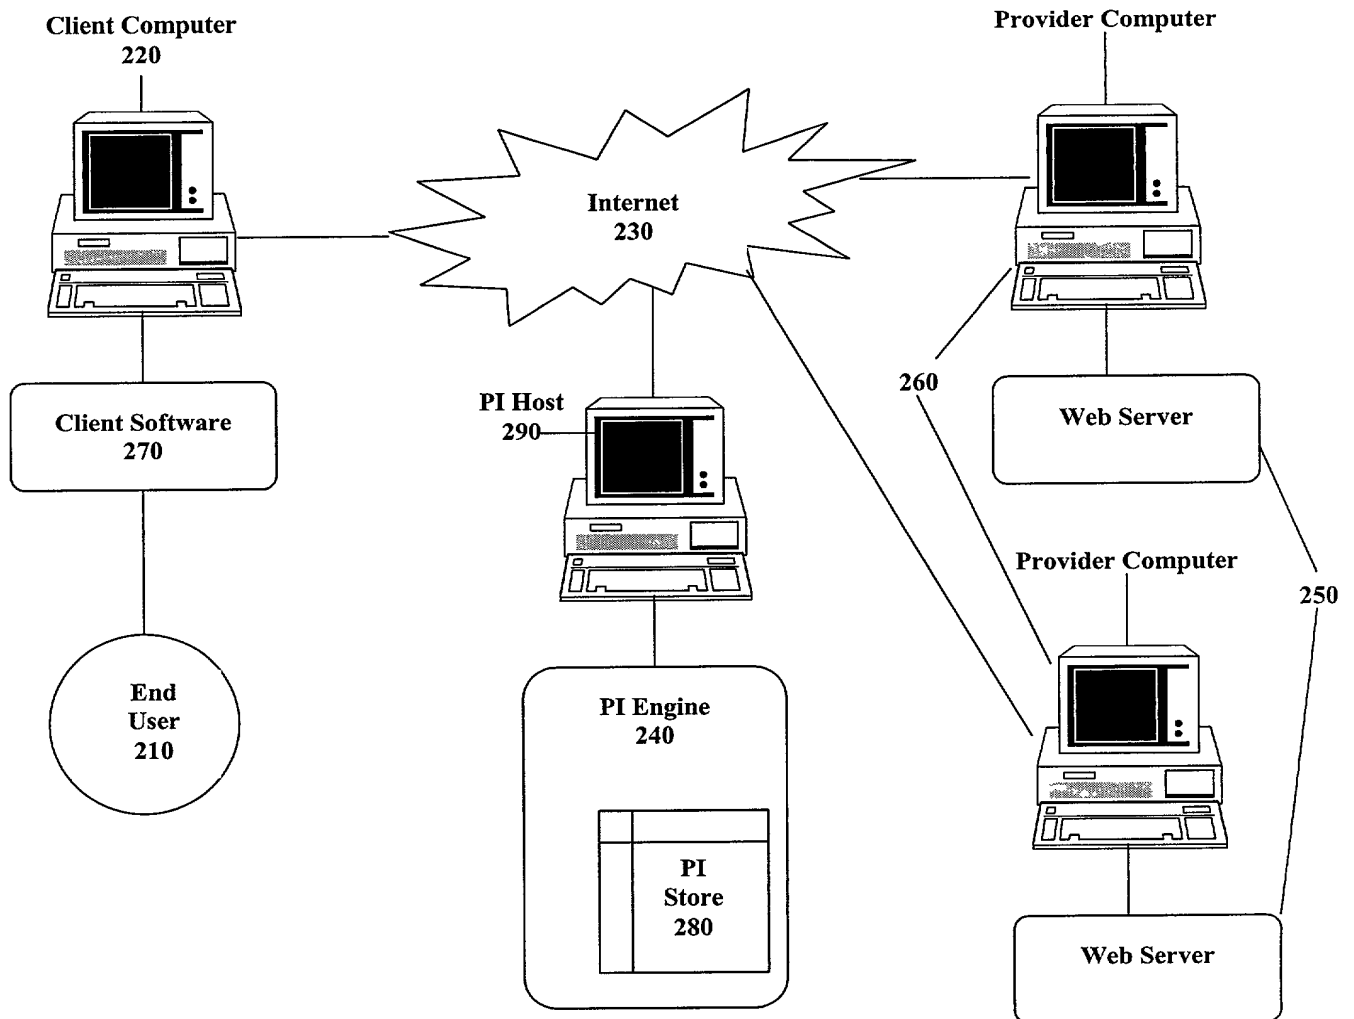 Client Computer
220
Provider Computer
Internet
230
260
PI Host
290
Client Software
270
Web Server
Provider Computer
250
End
User
210
PI Engine
240
PI
Store
280
Web Server